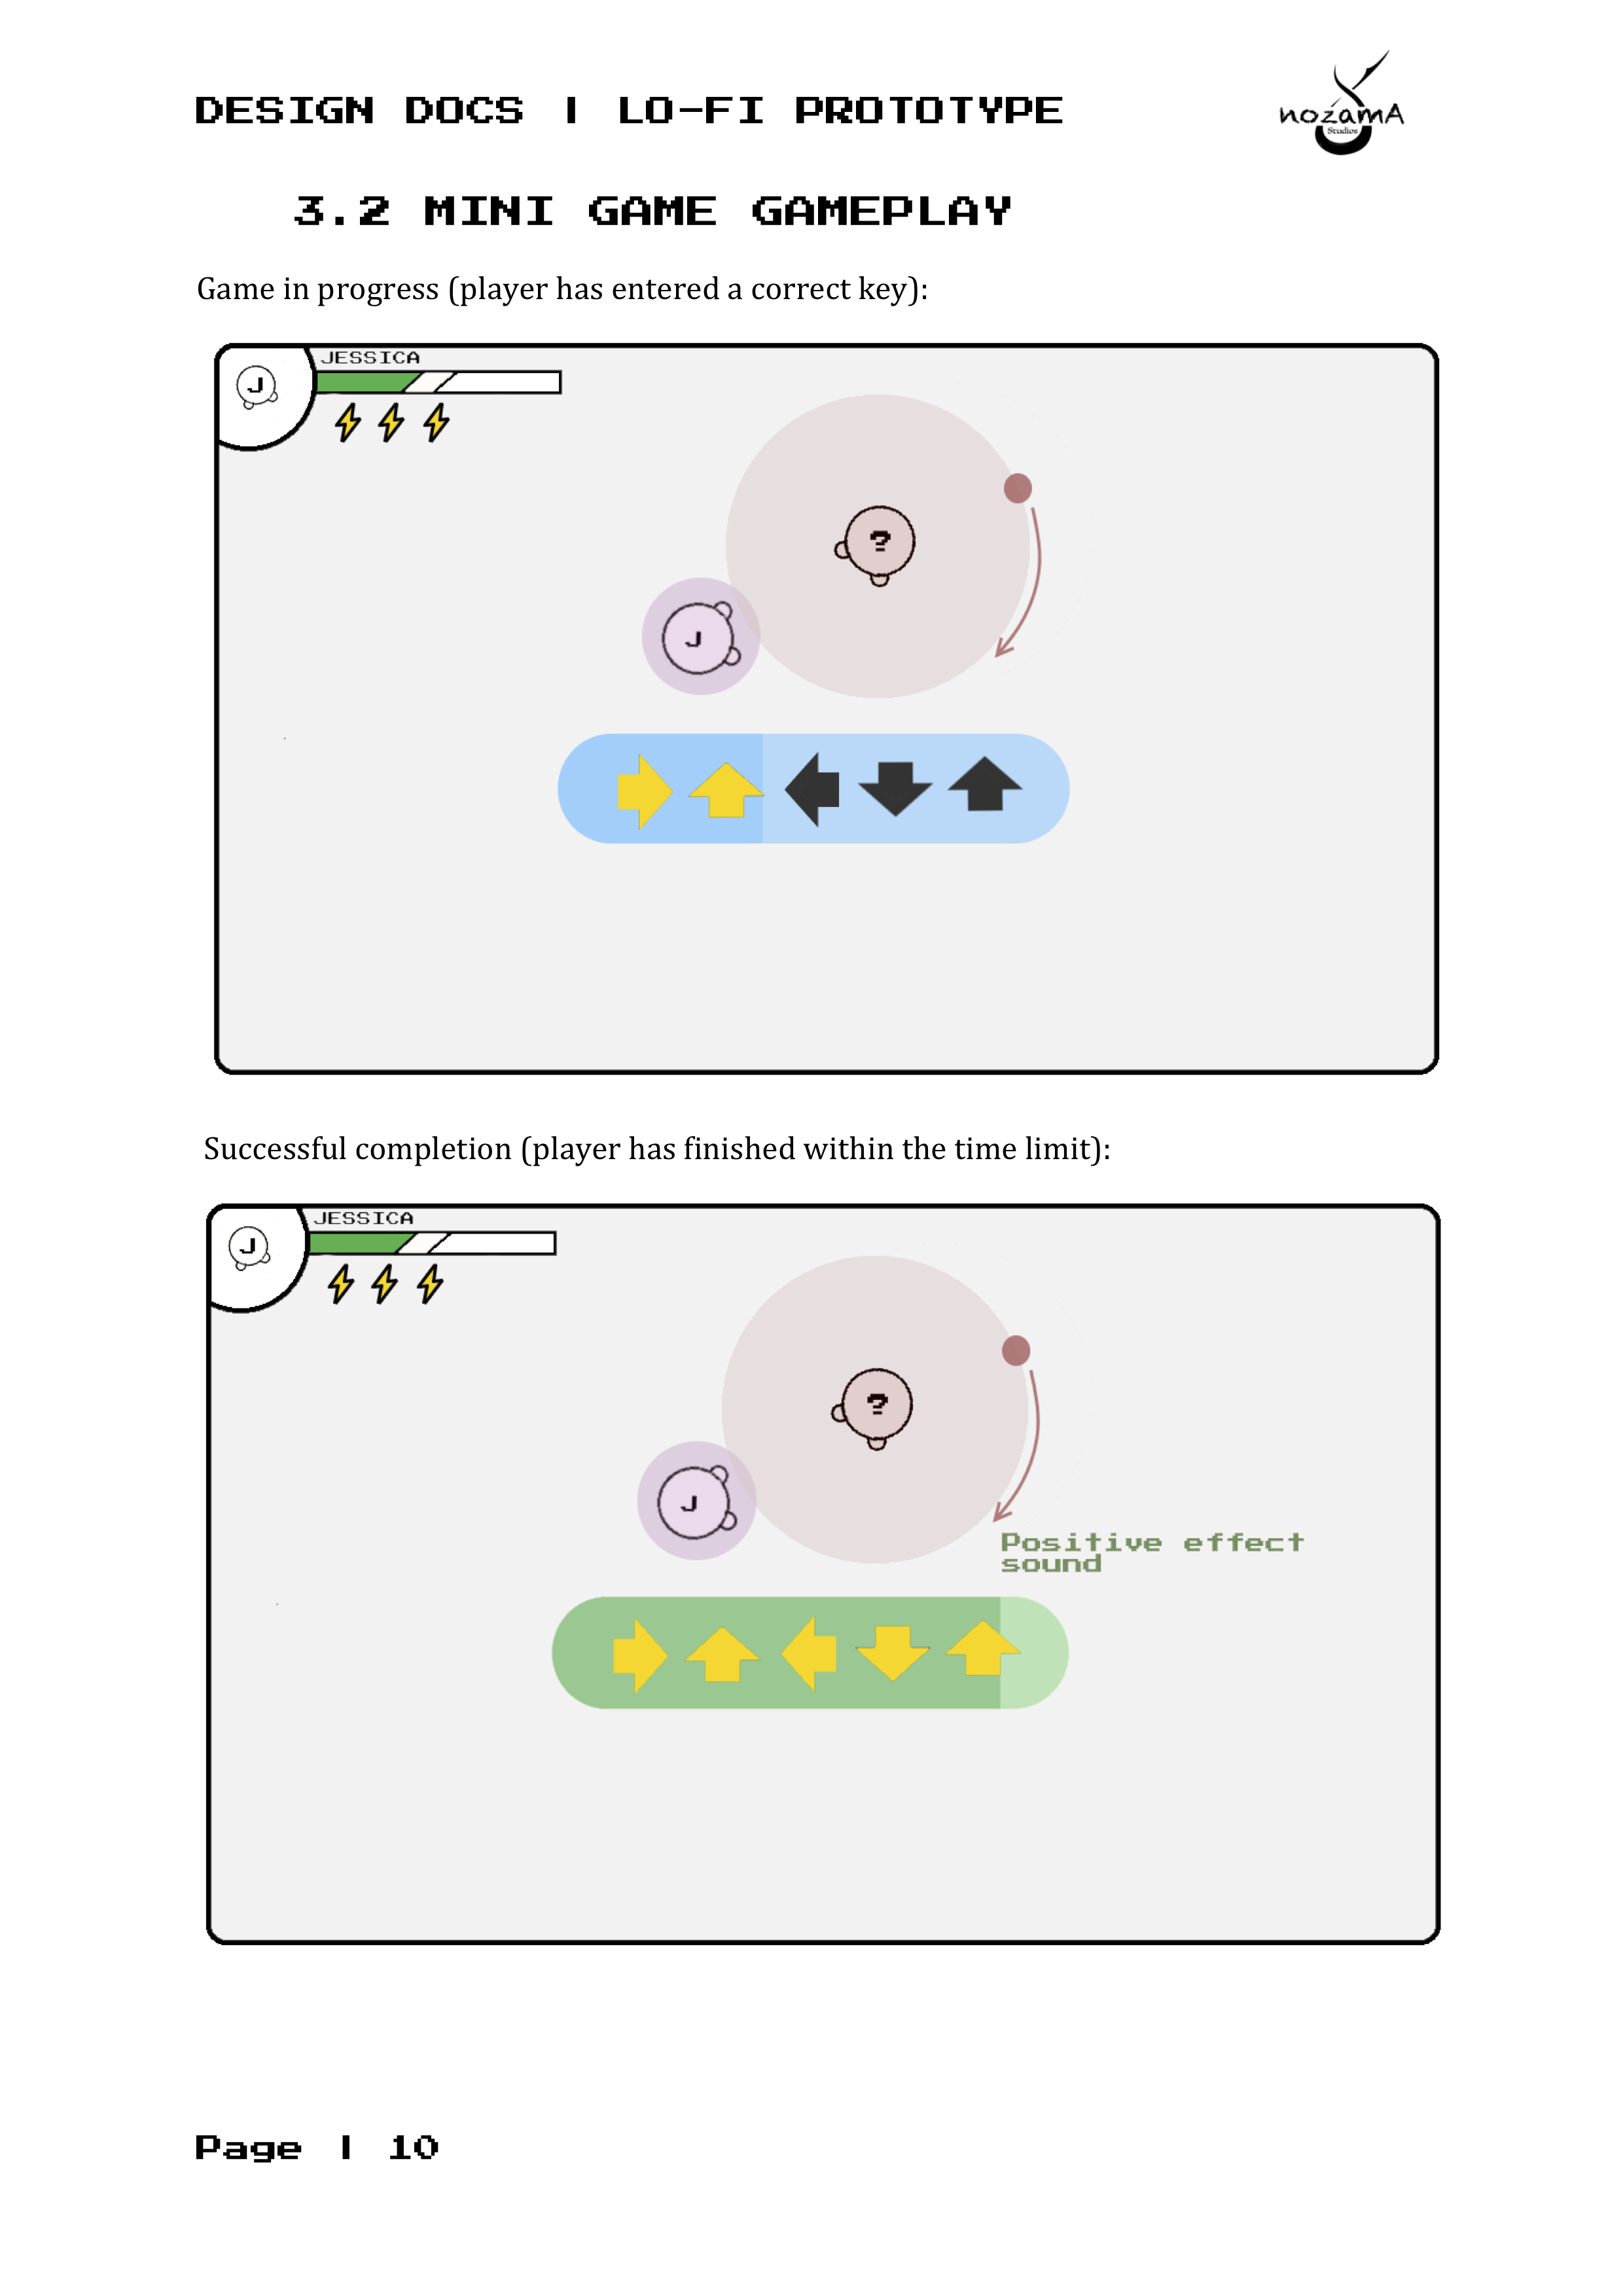 DESIGN DOCS | LO-FI PROTOTYPE
nozamA
Studios
3.2 MINI GAME GAMEPLAY
Game in progress (player has entered a correct key):
JESSICA
J
?
J
Successful completion (player has finished within the time limit):
JESSICA
J
?
J
Positive effect
sound
Page | 10